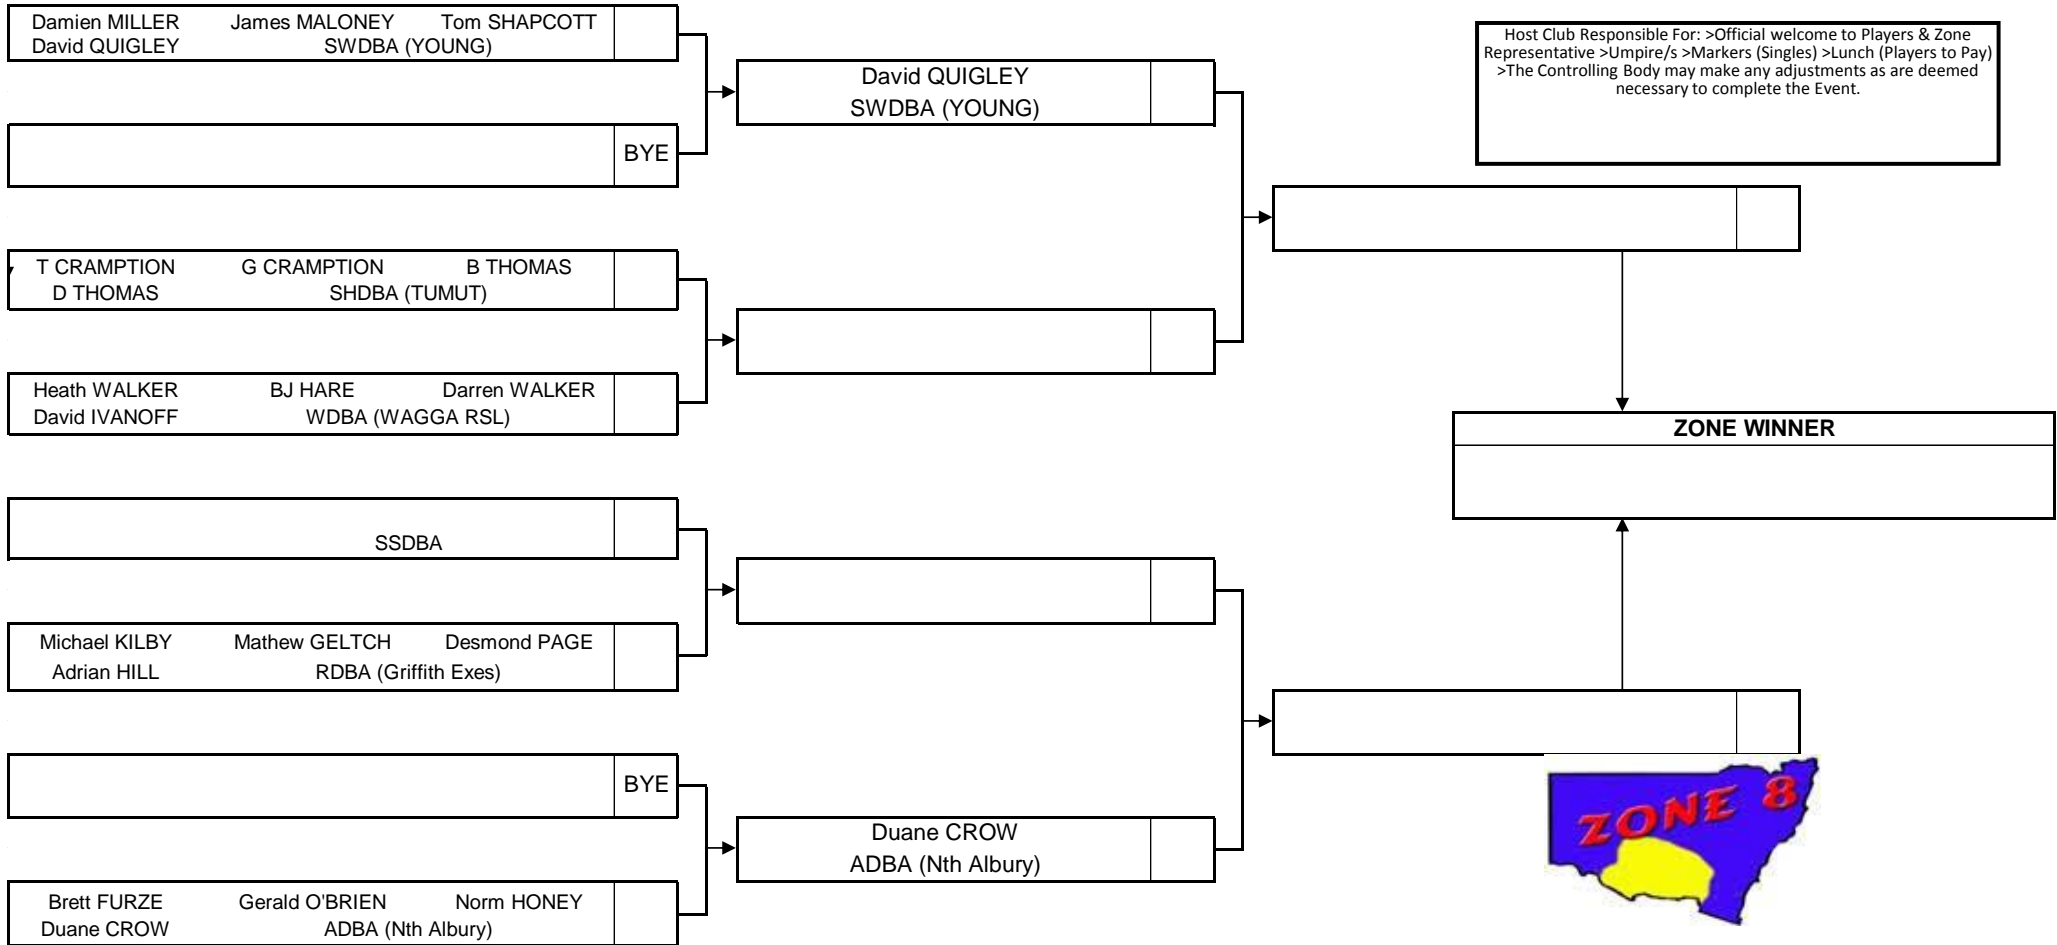 Damien MILLER James MALONEY Tom SHAPCOTT
David QUIGLEY SWDBA (YOUNG)
BYE
T CRAMPTION G CRAMPTION B THOMAS
D THOMAS SHDBA (TUMUT)
Heath WALKER BJ HARE Darren WALKER
David IVANOFF WDBA (WAGGA RSL)
SSDBA
Michael KILBY Mathew GELTCH Desmond PAGE
Adrian HILL RDBA (Griffith Exes)
BYE
Brett FURZE Gerald O'BRIEN Norm HONEY
Duane CROW ADBA (Nth Albury)
David QUIGLEY
SWDBA (YOUNG)
Duane CROW
ADBA (Nth Albury)
Host Club Responsible For: >Official welcome to Players & Zone
Representative >Umpire/s >Markers (Singles) >Lunch (Players to Pay)
>The Controlling Body may make any adjustments as are deemed
necessary to complete the Event.
ZONE WINNER
ZONE 8